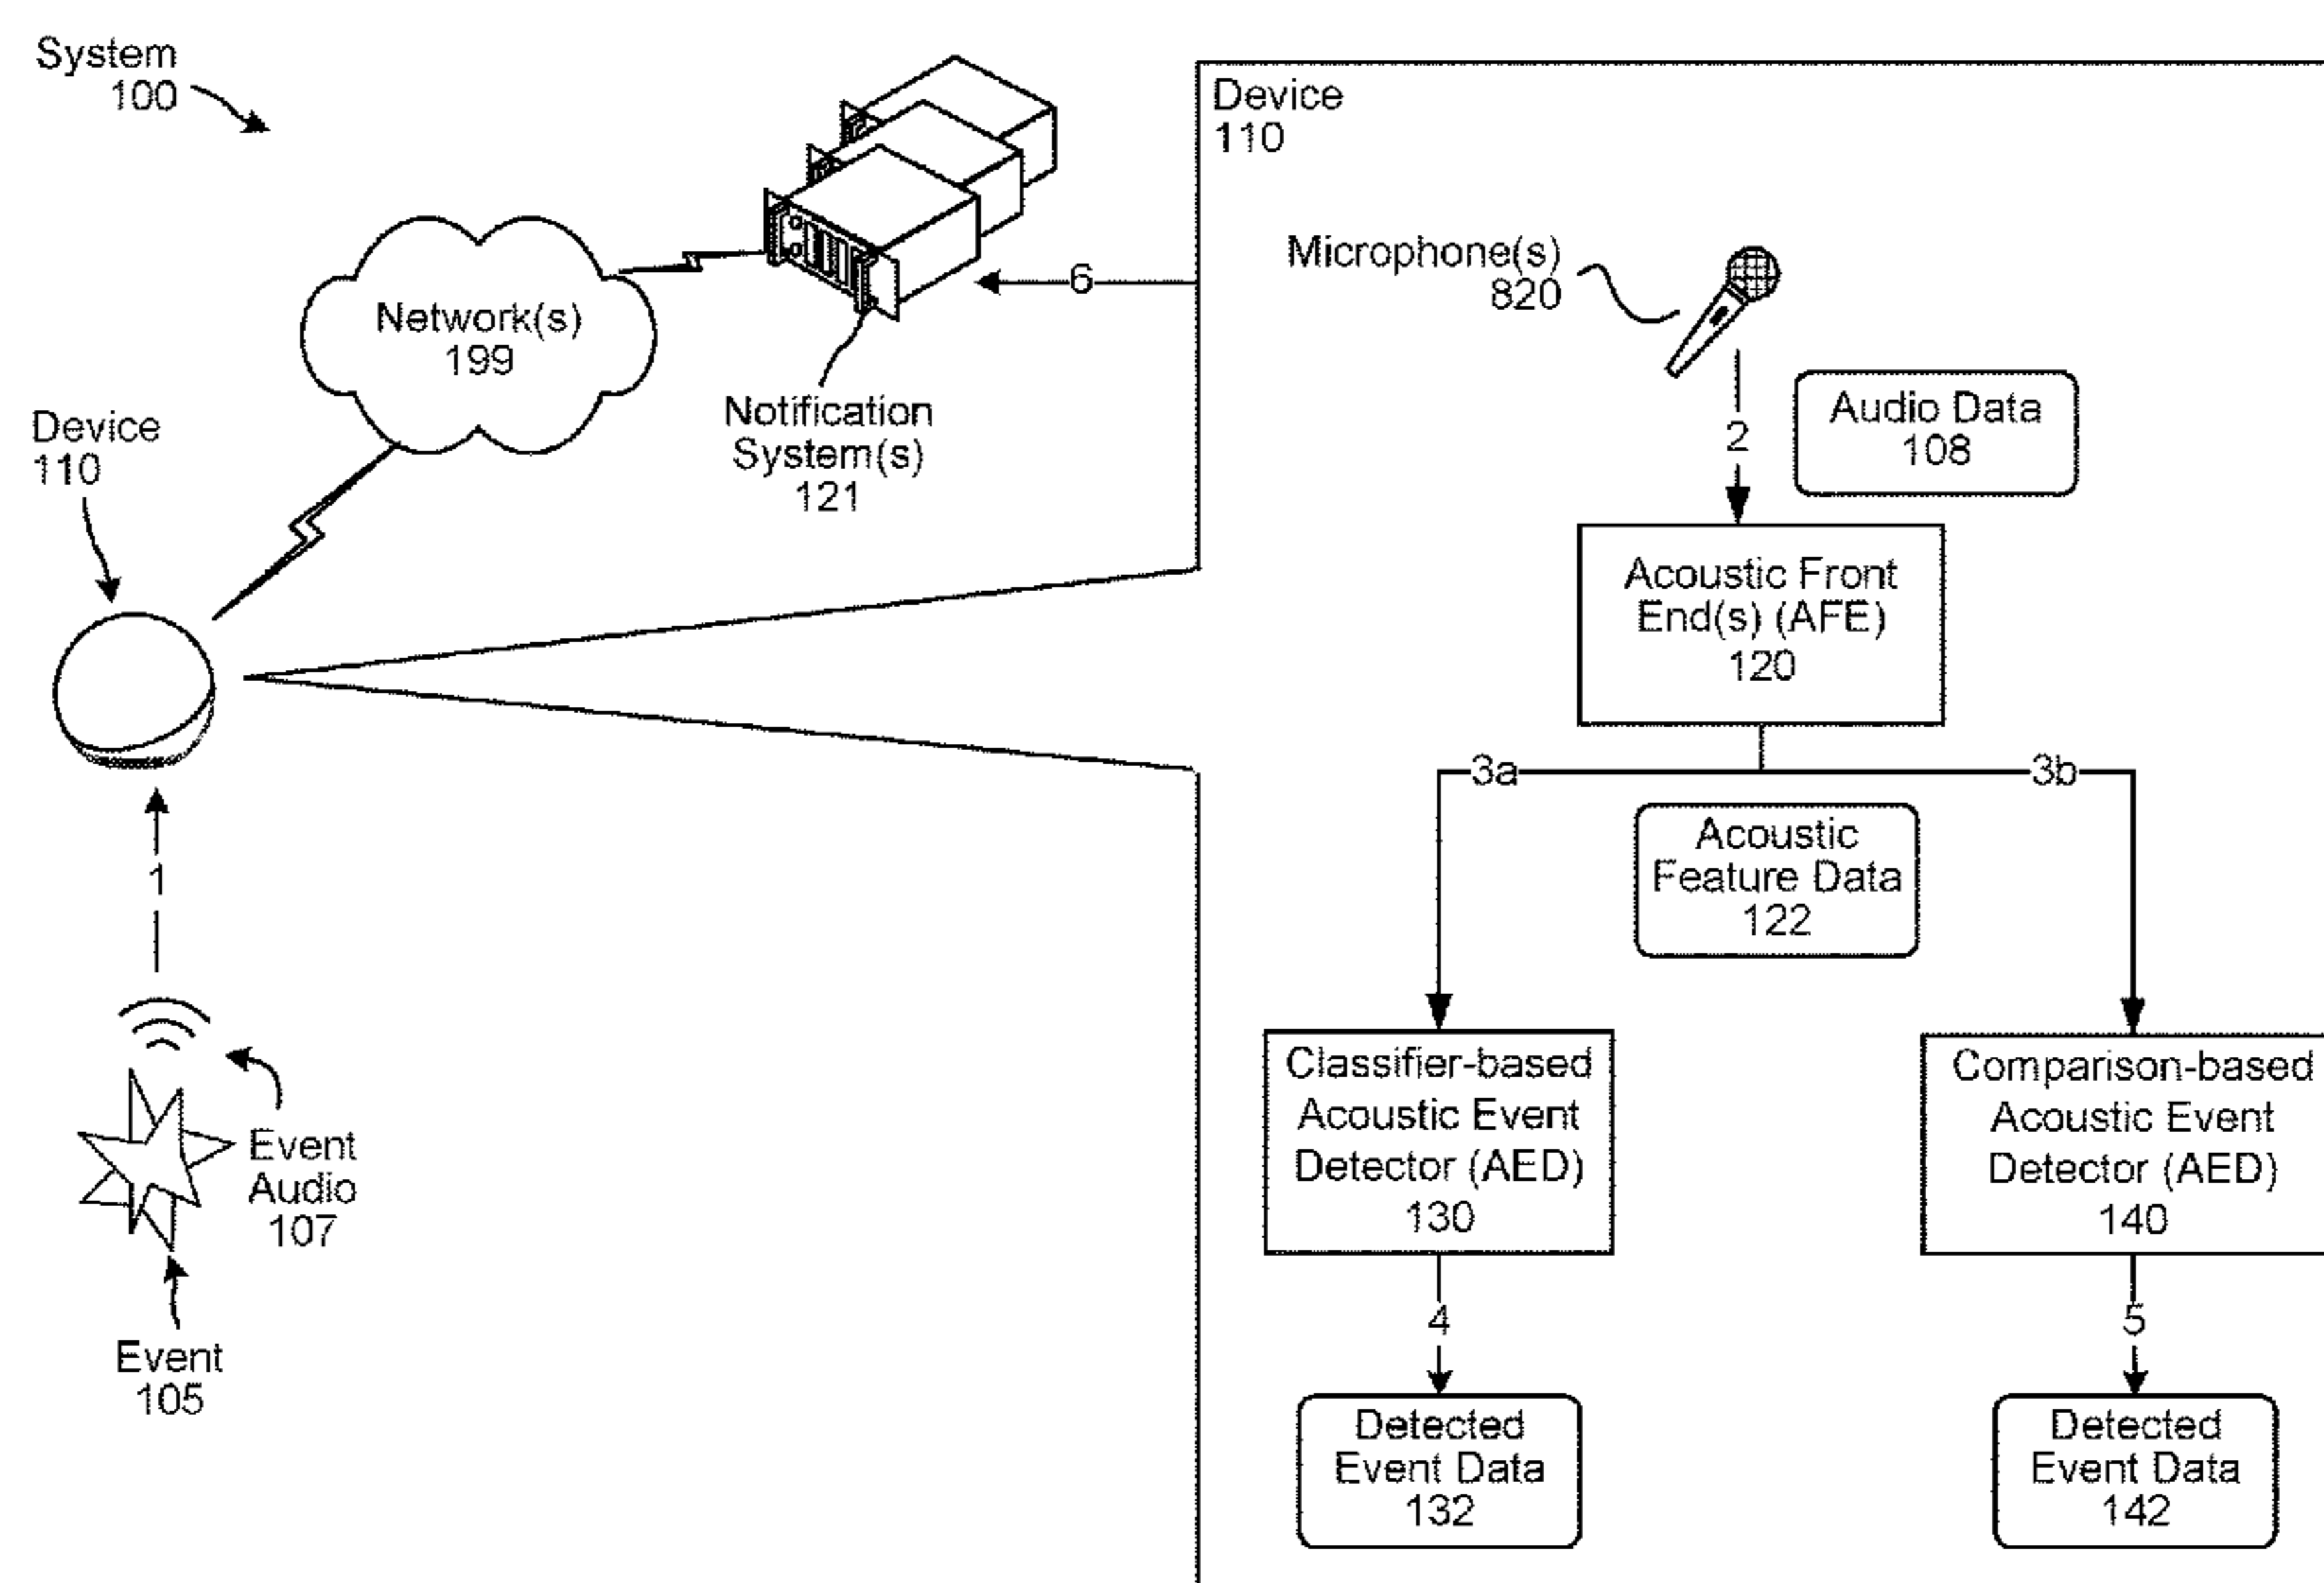 System
100
Device
110
Network(s)
199
Notification
System(s)
121
6
Device
110
1
Event
Audio
107
Event
105
Microphone(s)
820
2
Audio Data
108
Acoustic Front
End(s) (AFE)
120
3a
3b
Acoustic
Feature Data
122
Classifier-based
Acoustic Event
Detector (AED)
130
Comparison-based
Acoustic Event
Detector (AED)
140
4
5
Detected
Event Data
132
Detected
Event Data
142